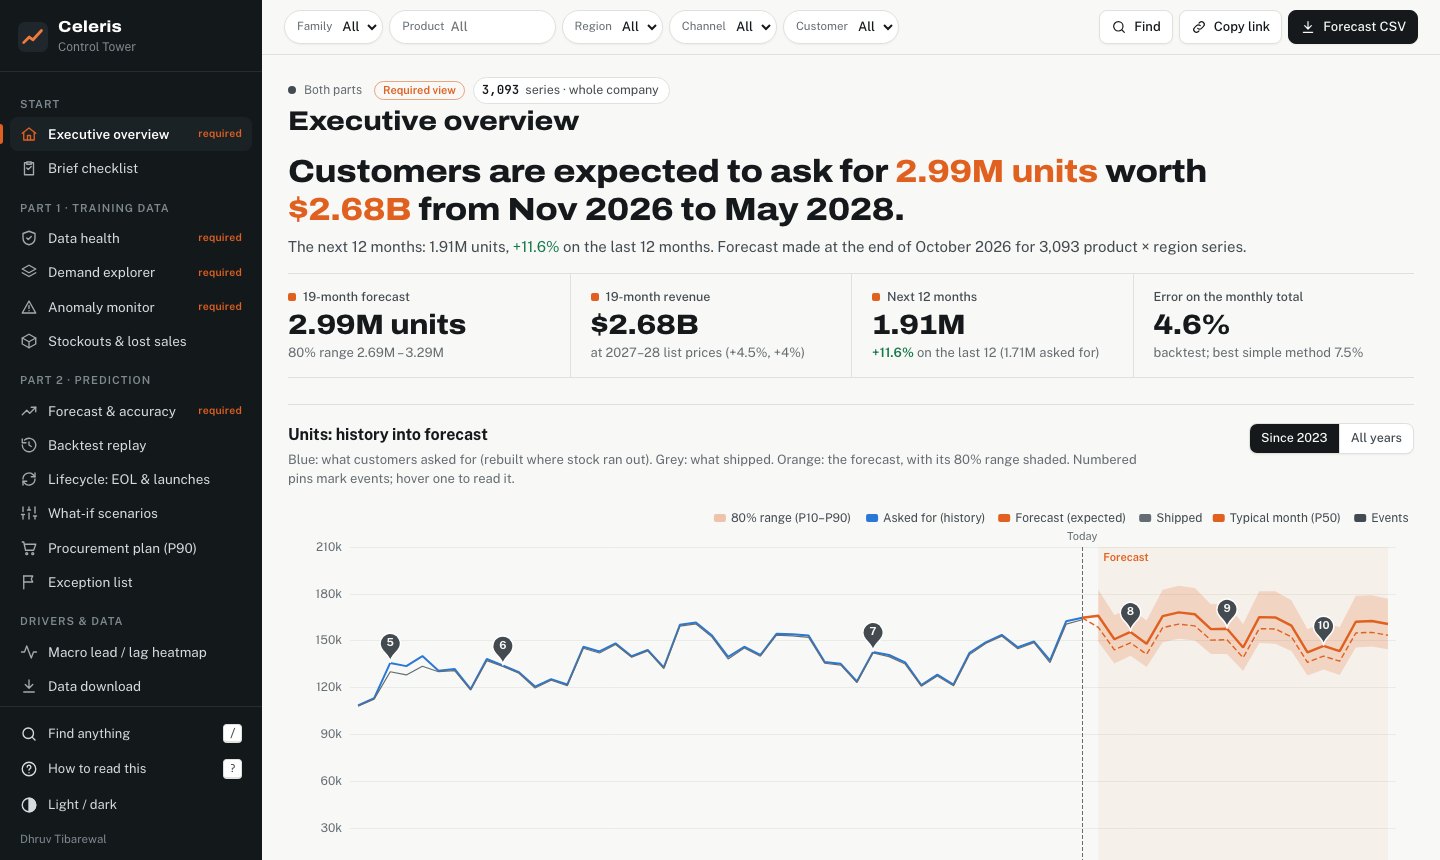 Celeris
Control Tower
START
Executive overview required
Brief checklist
PART 1 · TRAINING DATA
Data health required
Demand explorer required
Anomaly monitor required
Stockouts & lost sales
PART 2 · PREDICTION
Forecast & accuracy required
Backtest replay
Lifecycle: EOL & launches
What-if scenarios
Procurement plan (P90)
Exception list
DRIVERS & DATA
Macro lead / lag heatmap
Data download
Find anything /
How to read this ?
Light / dark
Dhruv Tibarewal
Family All Product All Region All Channel All Customer All Find Copy link Forecast CSV
Both parts Required view 3,093 series · whole company
Executive overview
Customers are expected to ask for 2.99M units worth
$2.68B from Nov 2026 to May 2028.
The next 12 months: 1.91M units, +11.6% on the last 12 months. Forecast made at the end of October 2026 for 3,093 product × region series.
19-month forecast
2.99M units
80% range 2.69M – 3.29M
19-month revenue
$2.68B
at 2027–28 list prices (+4.5%, +4%)
Next 12 months
1.91M
+11.6% on the last 12 (1.71M asked for)
Error on the monthly total
4.6%
backtest; best simple method 7.5%
Units: history into forecast
Since 2023 All years
Blue: what customers asked for (rebuilt where stock ran out). Grey: what shipped. Orange: the forecast, with its 80% range shaded. Numbered
pins mark events; hover one to read it.
80% range (P10–P90) Asked for (history) Forecast (expected) Shipped Typical month (P50) Events
Today
210k
Forecast
180k
8 9 10
150k
5 6 7
120k
90k
60k
30k